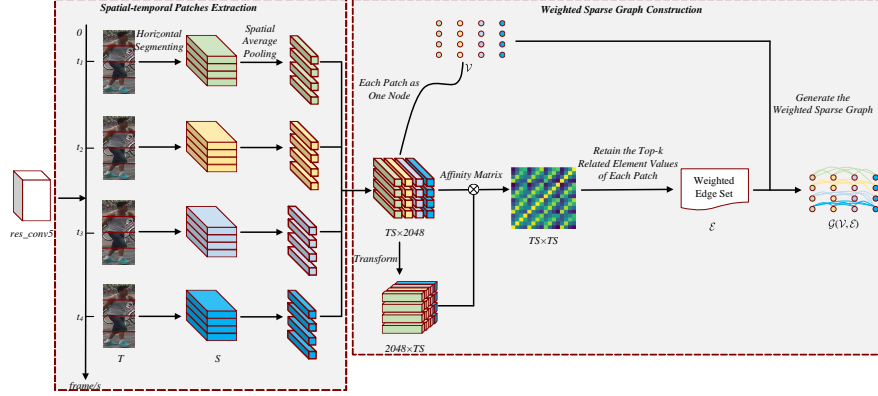 Spatial-temporal Patches Extraction
Weighted Sparse Graph Construction
0
t1
t2
t3
t4
frame/s
res_conv5
Horizontal
Segmenting
Spatial
Average
Pooling
T
S
Each Patch as
One Node
𝒱
TS×2048
Transform
2048×TS
Affinity Matrix
TS×TS
Retain the Top-k
Related Element Values
of Each Patch
Weighted
Edge Set
ℰ
Generate the
Weighted Sparse Graph
𝒢(𝒱,ℰ)